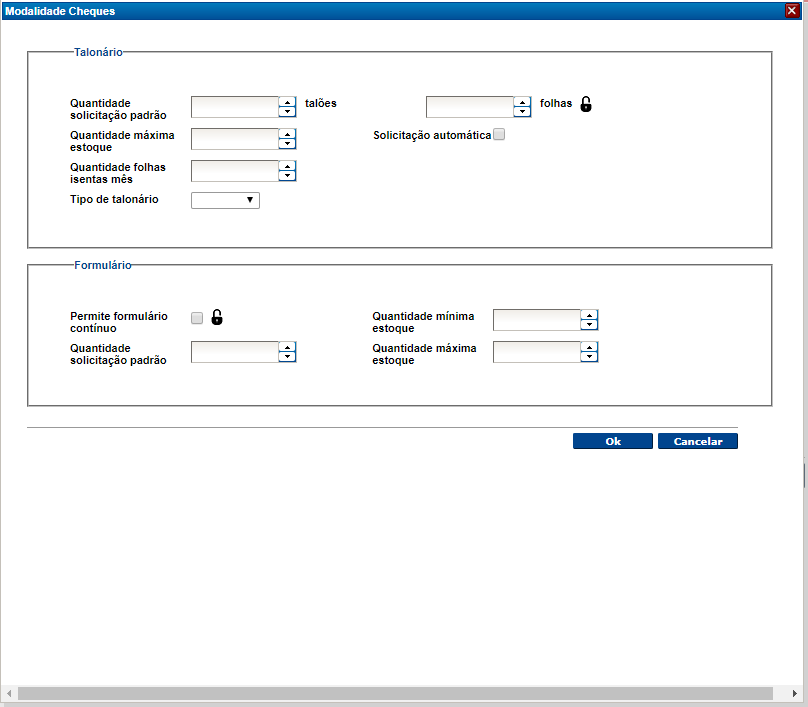 Modalidade Cheques
Talonário
Quantidade
solicitação padrão
talões
folhas
Quantidade máxima
estoque
Solicitação automática
Quantidade folhas
isentas mês
Tipo de talonário
Formulário
Permite formulário
contínuo
Quantidade mínima
estoque
Quantidade
solicitação padrão
Quantidade máxima
estoque
Ok
Cancelar